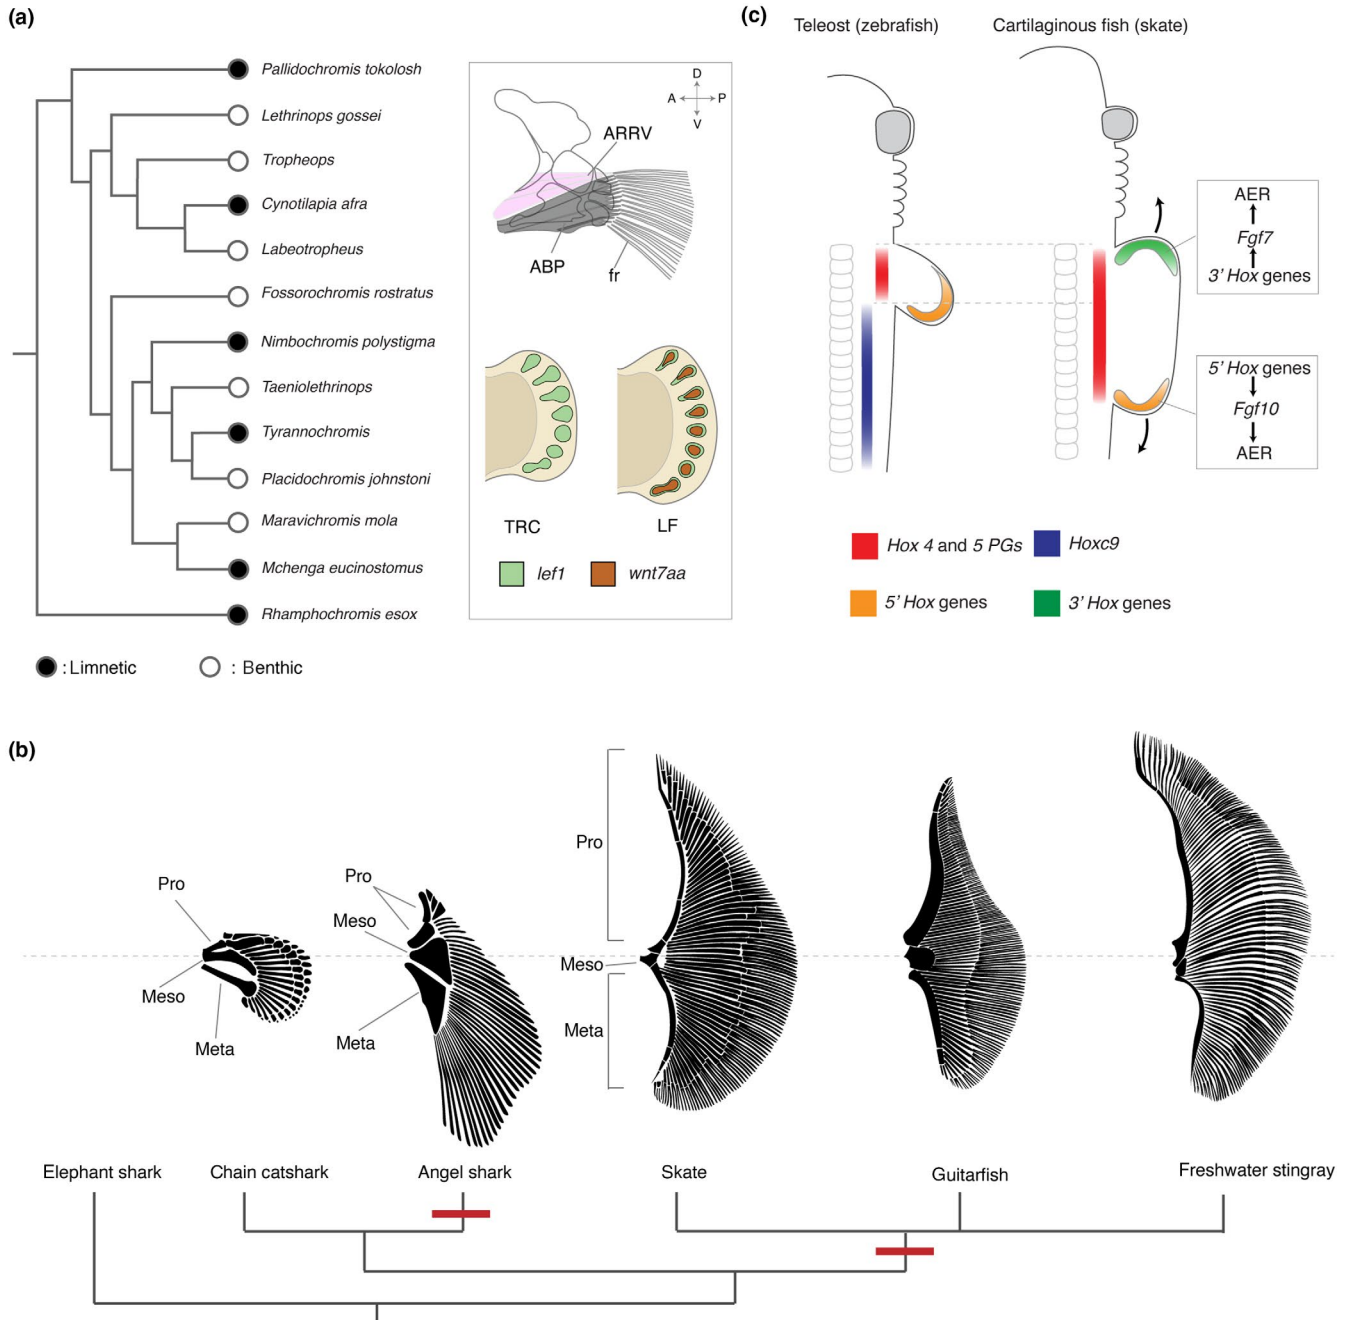 (a)
Pallidochromis tokolosh
Lethrinops gossei
Tropheops
Cynotilapia afra
Labeotropheus
Fossorochromis rostratus
Nimbochromis polystigma
Taeniolethrinops
Tyrannochromis
Placidochromis johnstoni
Maravichromis mola
Mchenga eucinostomus
Rhamphochromis esox
: Limnetic
: Benthic
D
A
P
V
ARRV
ABP
fr
TRC
LF
lef1
wnt7aa
(c)
Teleost (zebrafish)
Cartilaginous fish (skate)
AER
Fgf7
3’ Hox genes
5’ Hox genes
Fgf10
AER
Hox 4 and 5 PGs
Hoxc9
5’ Hox genes
3’ Hox genes
(b)
Pro
Meso
Meta
Pro
Meso
Meta
Pro
Meso
Meta
Elephant shark
Chain catshark
Angel shark
Skate
Guitarfish
Freshwater stingray